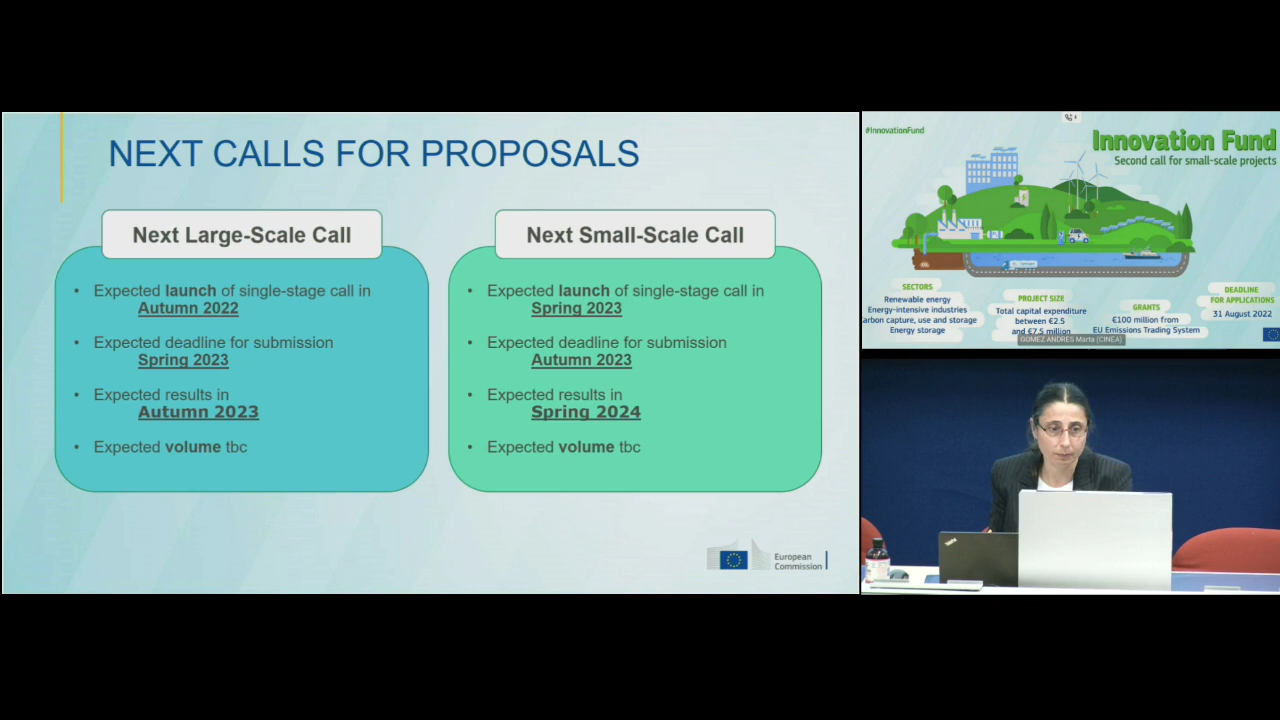 NEXT CALLS FOR PROPOSALS
Next Large-Scale Call
• Expected launch of single-stage call in
Autumn 2022
• Expected deadline for submission
Spring 2023
• Expected results in
Autumn 2023
• Expected volume tbc
Next Small-Scale Call
• Expected launch of single-stage call in
Spring 2023
• Expected deadline for submission
Autumn 2023
• Expected results in
Spring 2024
• Expected volume tbc
European
Commission
#InnovationFund
Innovation Fund
Second call for small-scale projects
SECTORS
Renewable energy
Energy-intensive industries
arbon capture, use and storage
Energy storage
PROJECT SIZE
Total capital expenditure
between €2.5
and €7.5 million
GRANTS
€100 million from
EU Emissions Trading System
DEADLINE
FOR APPLICATIONS
31 August 2022
GOMEZ ANDRES Marta (CINEA)